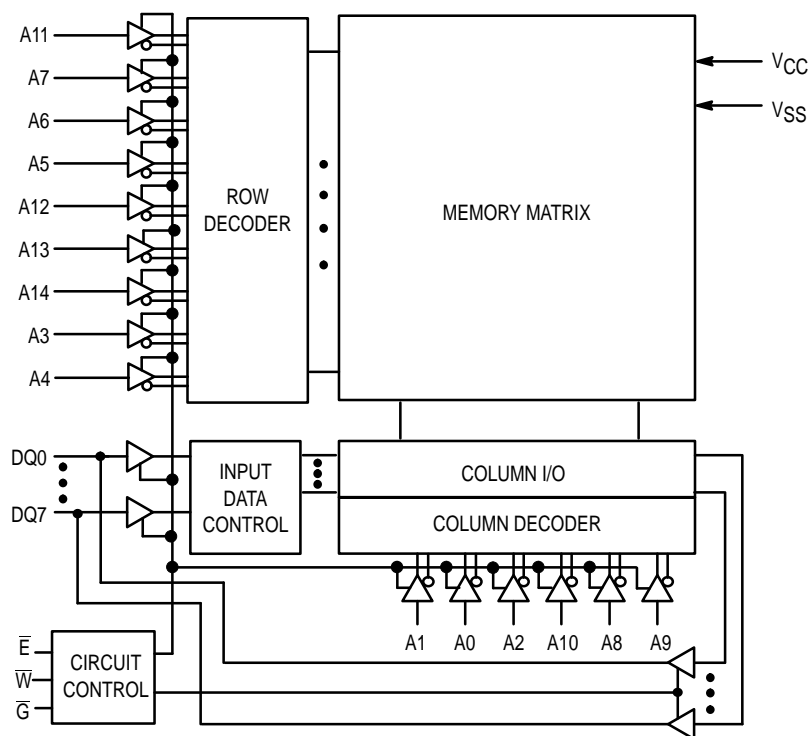 A11
A7
A6
A5
A12
A13
A14
A3
A4
ROW
DECODER
MEMORY MATRIX
VCC
VSS
DQ0
DQ7
INPUT
DATA
CONTROL
COLUMN I/O
COLUMN DECODER
A1 A0 A2 A10 A8 A9
E̅
W̅
G̅
CIRCUIT
CONTROL